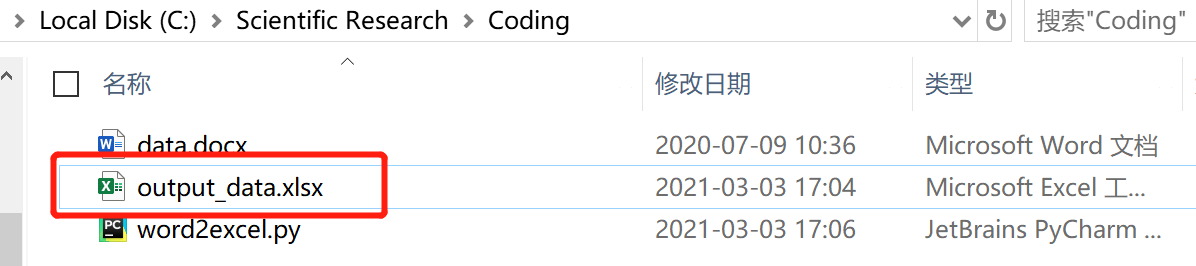 Local Disk (C:) Scientific Research Coding 搜索"Coding"
名称 修改日期 类型
data.docx 2020-07-09 10:36 Microsoft Word 文档
output_data.xlsx 2021-03-03 17:04 Microsoft Excel 工...
word2excel.py 2021-03-03 17:06 JetBrains PyCharm ...